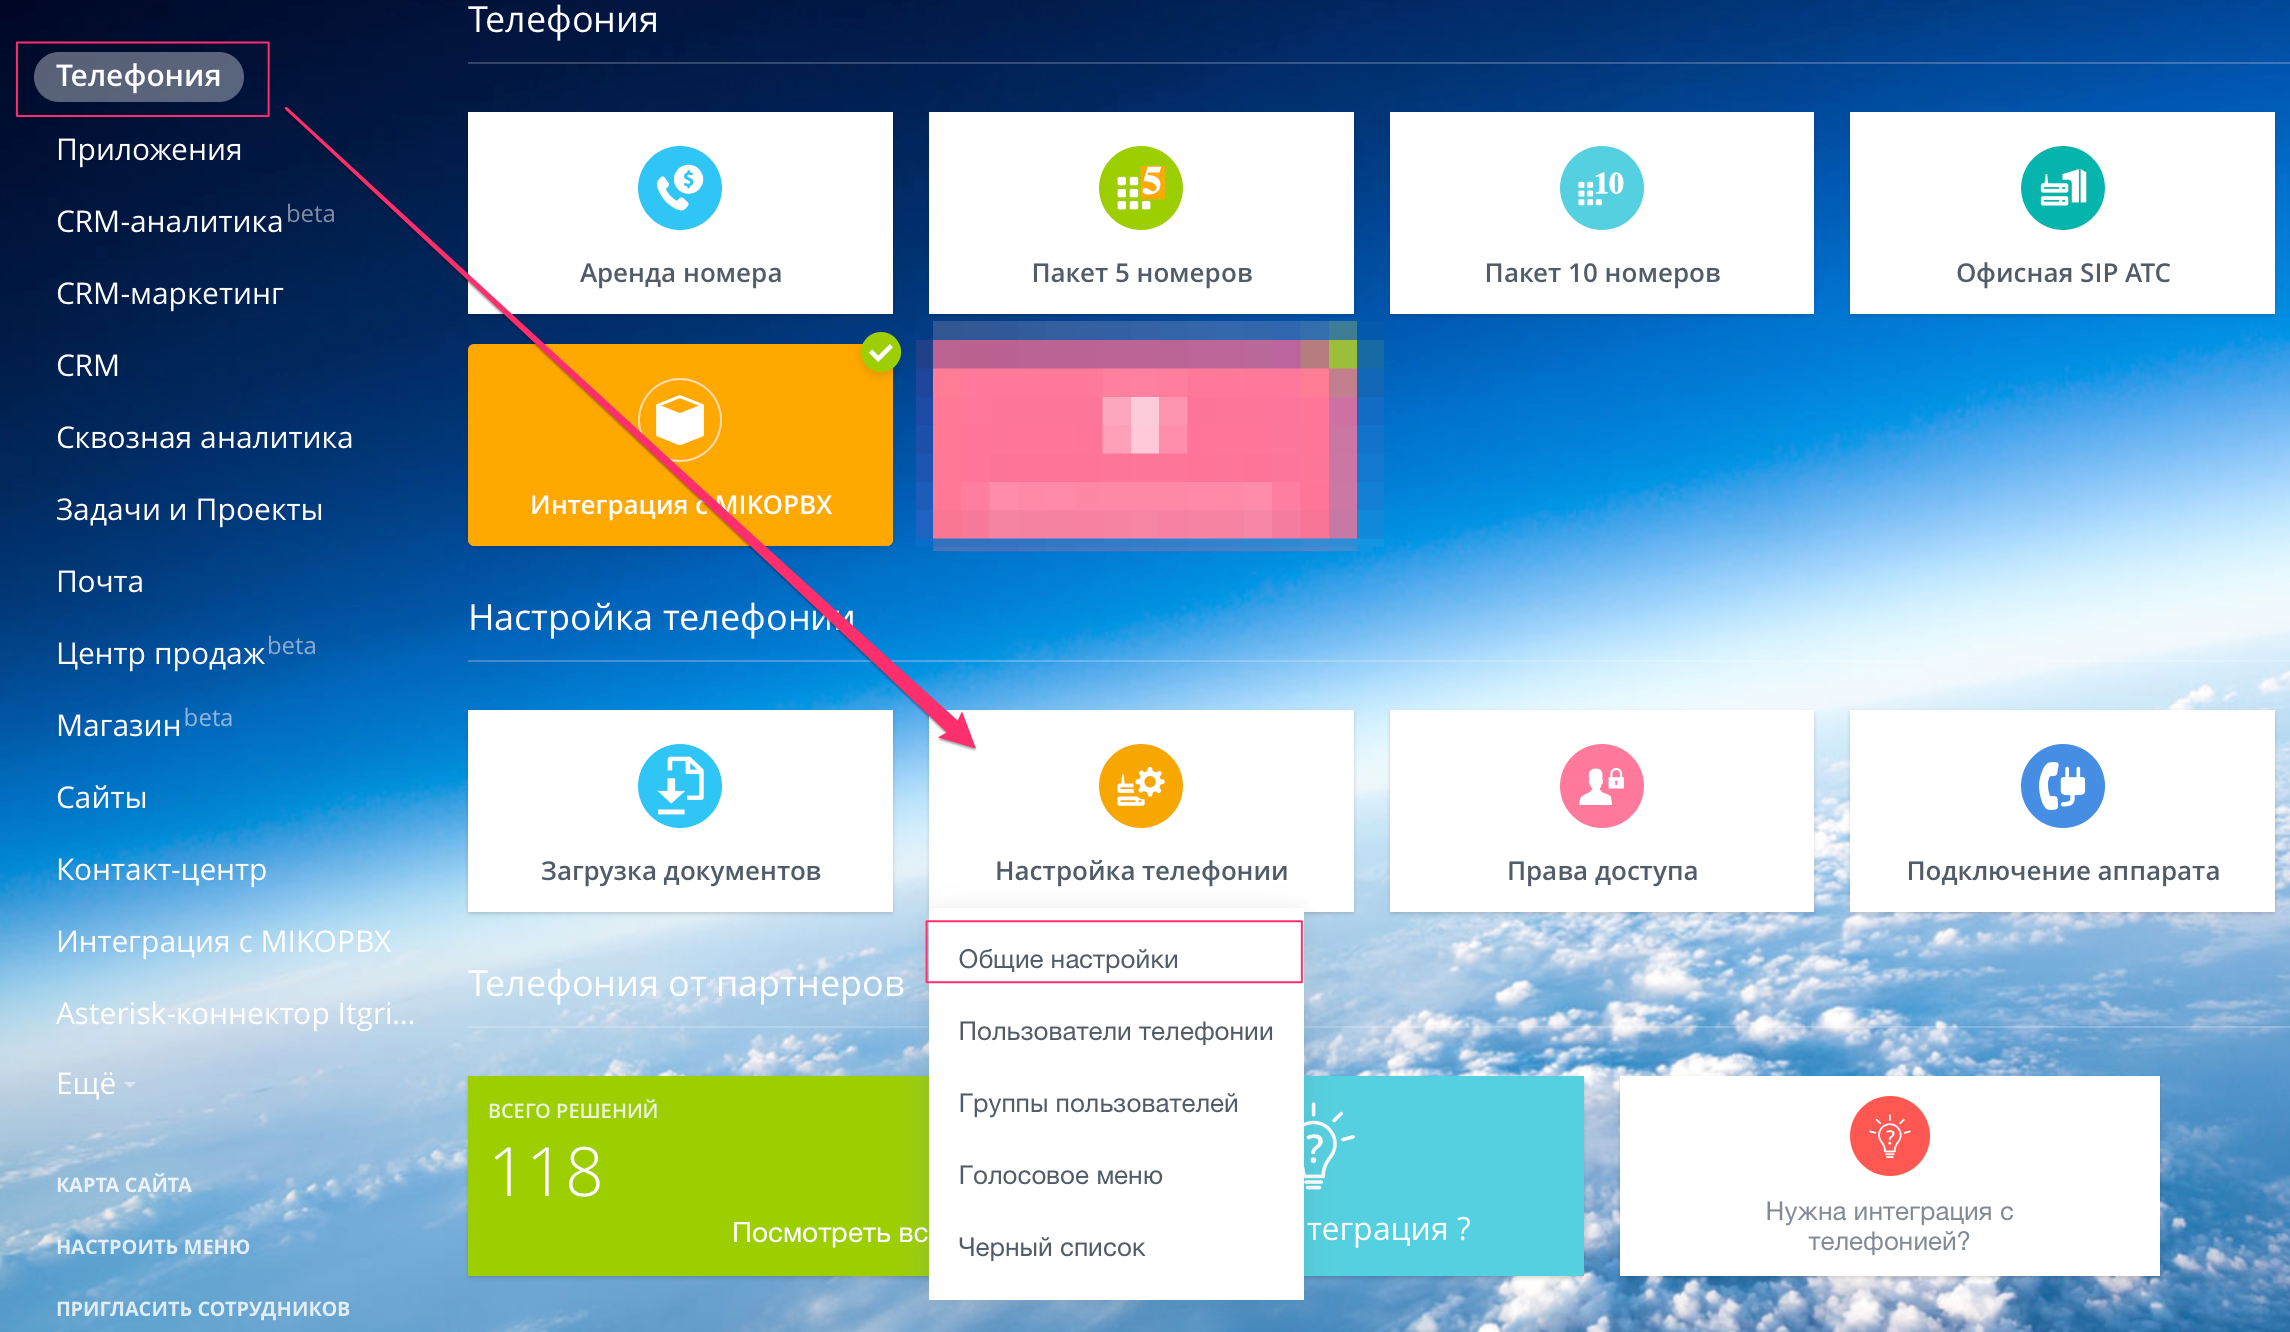 Телефония
Приложения
CRM-аналитика beta
CRM-маркетинг
CRM
Сквозная аналитика
Задачи и Проекты
Почта
Центр продаж beta
Магазин beta
Сайты
Контакт-центр
Интеграция с MIKOPBX
Asterisk-коннектор Itgri...
Ещё
КАРТА САЙТА
НАСТРОИТЬ МЕНЮ
ПРИГЛАСИТЬ СОТРУДНИКОВ
Телефония
$
Аренда номера
5
Пакет 5 номеров
10
Пакет 10 номеров
Офисная SIP АТС
Интеграция с MIKOPBX
Настройка телефонии
Загрузка документов
Настройка телефонии
Права доступа
Подключение аппарата
Общие настройки
Пользователи телефонии
Группы пользователей
Голосовое меню
Черный список
Телефония от партнеров
ВСЕГО РЕШЕНИЙ
118
Посмотреть вс
?
теграция ?
?
Нужна интеграция с
телефонией?